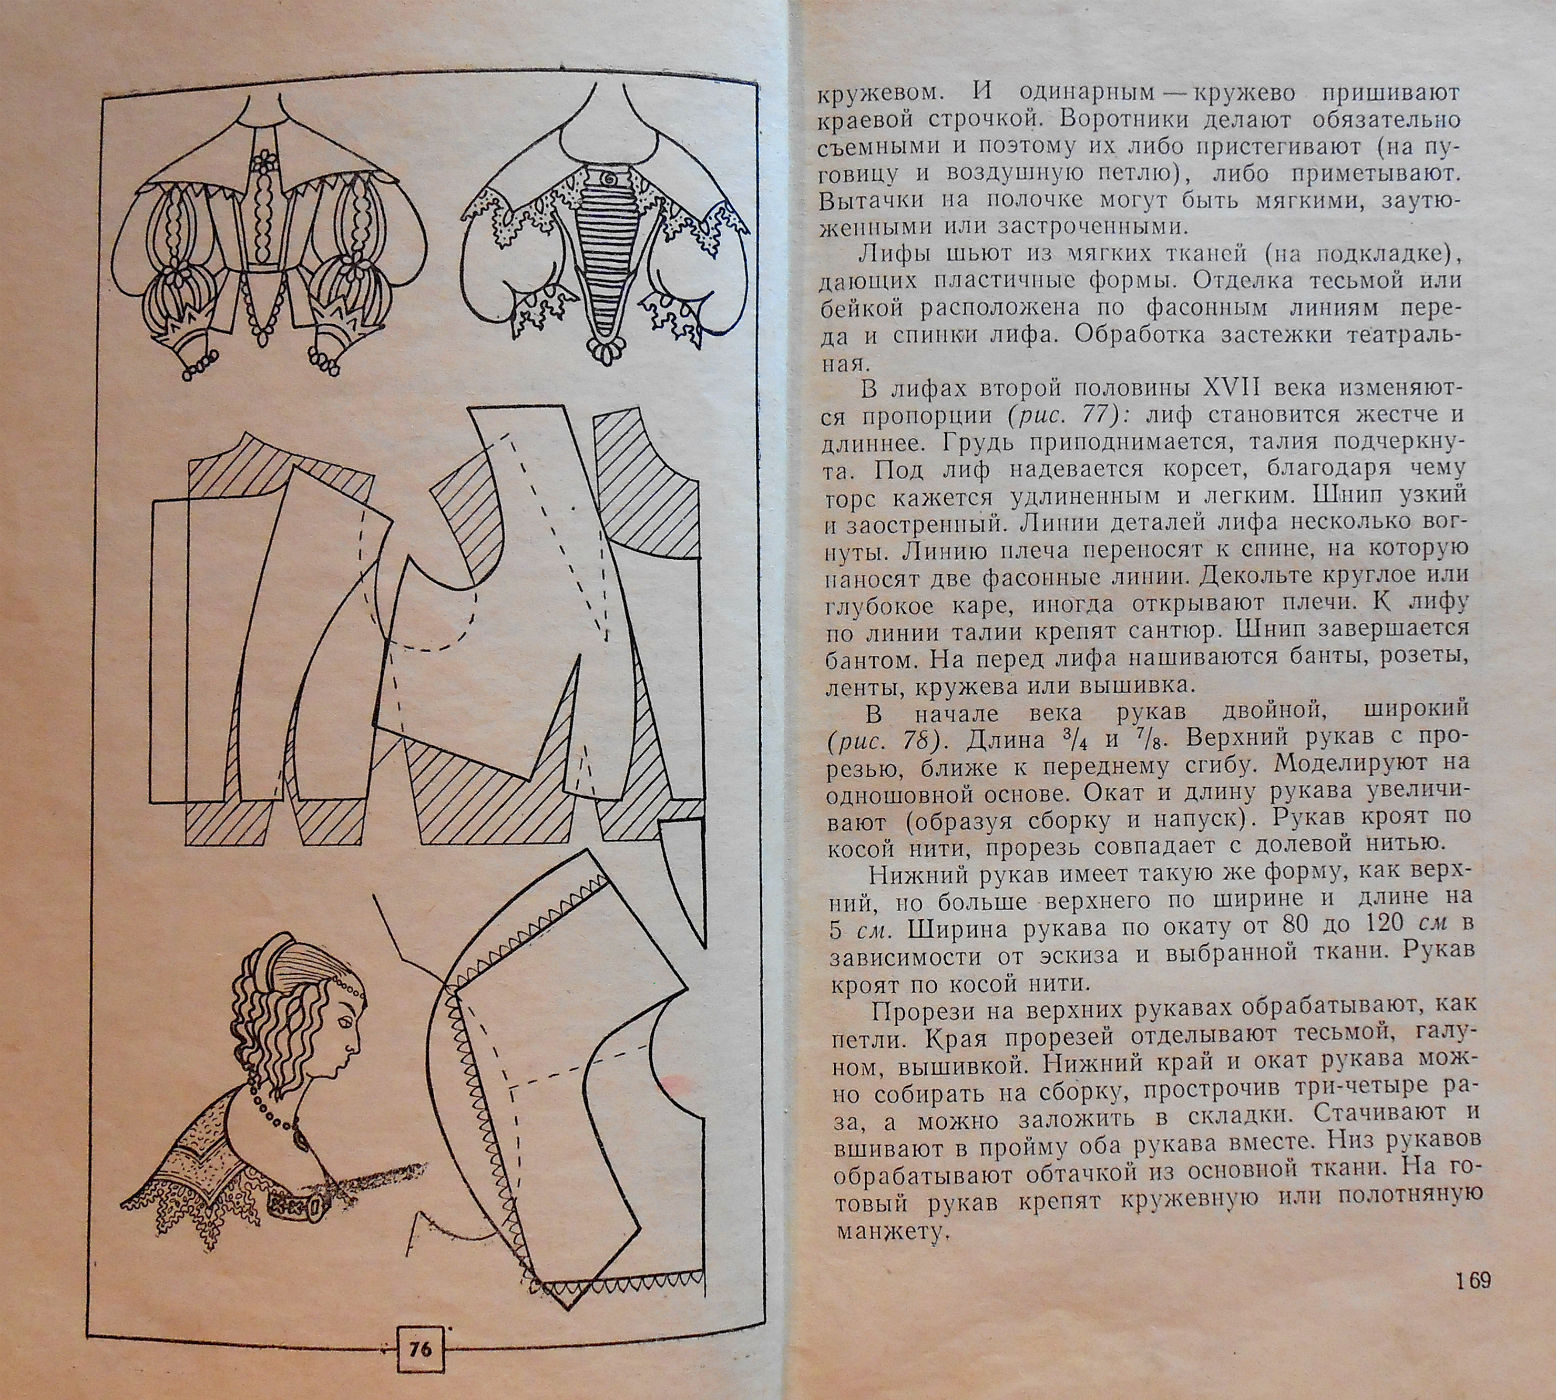 76
кружевом. И одинарным — кружево пришивают
краевой строчкой. Воротники делают обязательно
съемными и поэтому их либо пристегивают (на пу-
говицу и воздушную петлю), либо приметывают.
Вытачки на полочке могут быть мягкими, заутю-
женными или застроченными.
Лифы шьют из мягких тканей (на подкладке),
дающих пластичные формы. Отделка тесьмой или
бейкой расположена по фасонным линиям пере-
да и спинки лифа. Обработка застежки театраль-
ная.
В лифах второй половины XVII века изменяют-
ся пропорции (рис. 77): лиф становится жестче и
длиннее. Грудь приподнимается, талия подчеркну-
та. Под лиф надевается корсет, благодаря чему
торс кажется удлиненным и легким. Шнип узкий
и заостренный. Линии деталей лифа несколько вог-
нуты. Линию плеча переносят к спине, на которую
наносят две фасонные линии. Декольте круглое или
глубокое каре, иногда открывают плечи. К лифу
по линии талии крепят сантюр. Шнип завершается
бантом. На перед лифа нашиваются банты, розеты,
ленты, кружева или вышивка.
В начале века рукав двойной, широкий
(рис. 78). Длина 3/4 и 7/8. Верхний рукав с про-
резью, ближе к переднему сгибу. Моделируют на
одношовной основе. Окат и длину рукава увеличи-
вают (образуя сборку и напуск). Рукав кроят по
косой нити, прорезь совпадает с долевой нитью.
Нижний рукав имеет такую же форму, как верх-
ний, но больше верхнего по ширине и длине на
5 см. Ширина рукава по окату от 80 до 120 см в
зависимости от эскиза и выбранной ткани. Рукав
кроят по косой нити.
Прорези на верхних рукавах обрабатывают, как
петли. Края прорезей отделывают тесьмой, галу-
ном, вышивкой. Нижний край и окат рукава мож-
но собирать на сборку, прострочив три-четыре ра-
за, а можно заложить в складки. Стачивают и
вшивают в пройму оба рукава вместе. Низ рукавов
обрабатывают обтачкой из основной ткани. На го-
товый рукав крепят кружевную или полотняную
манжету.
169